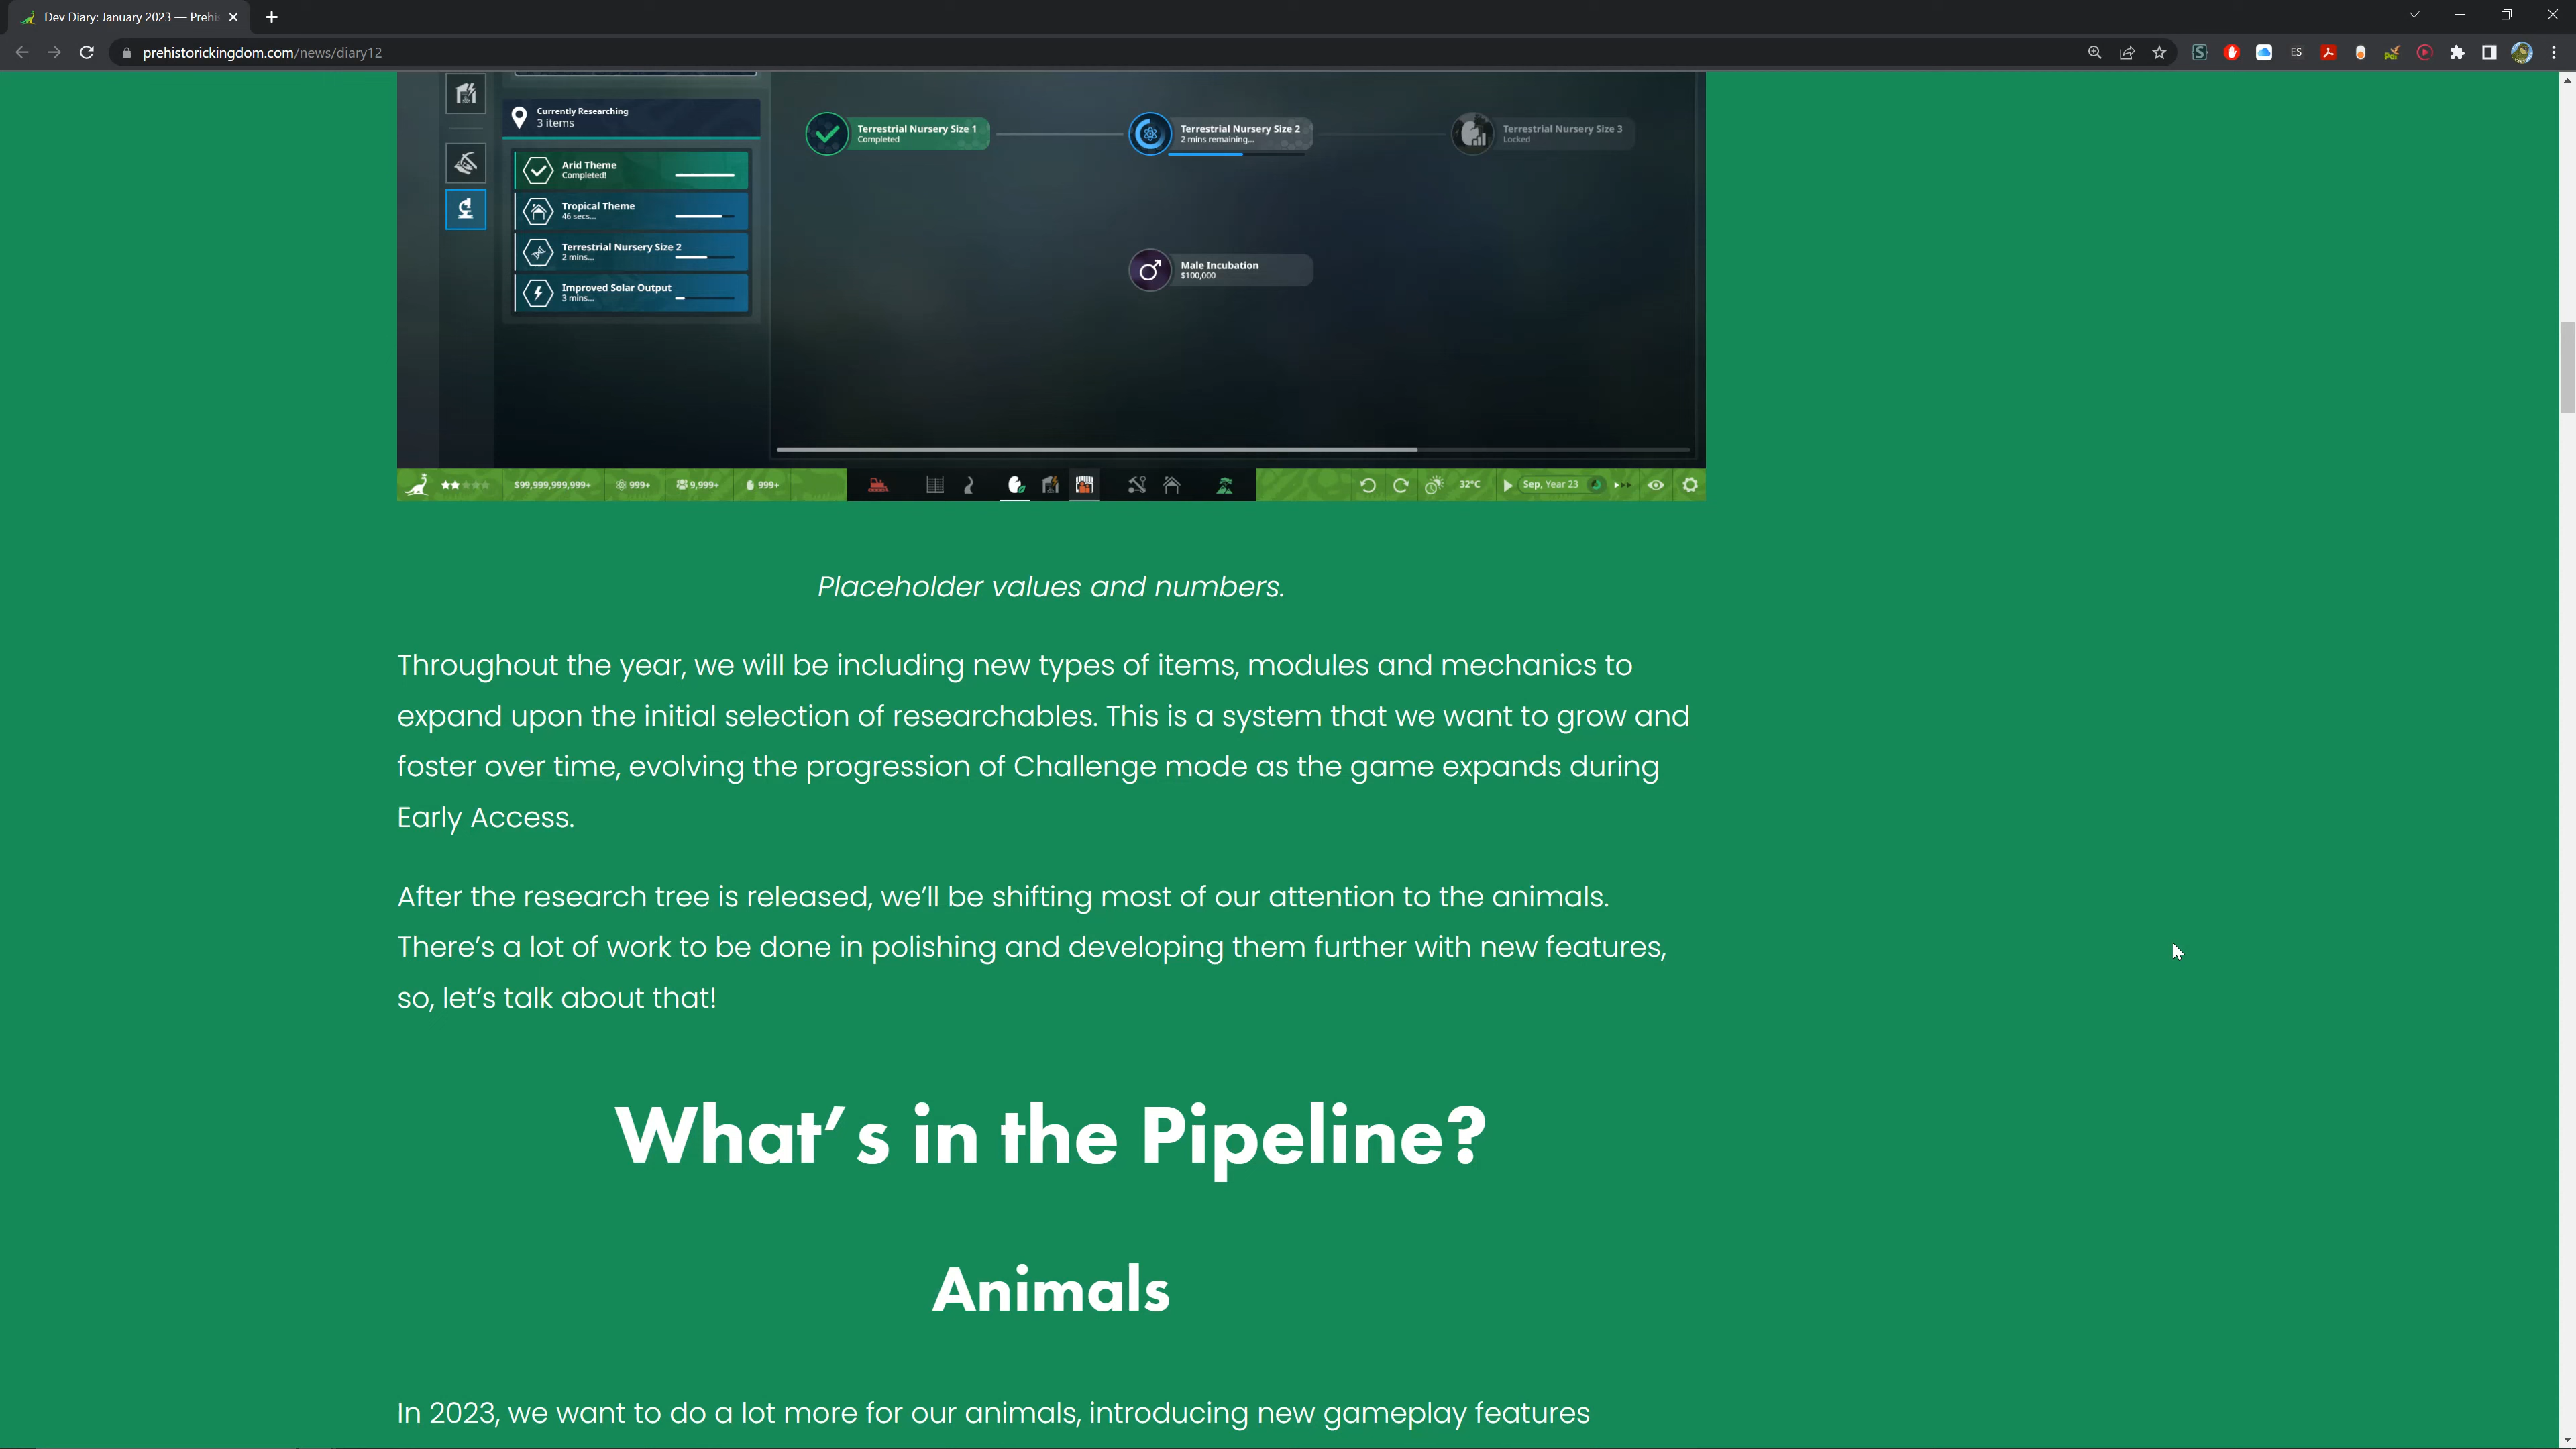 Dev Diary: January 2023 — Prehis
prehistorickingdom.com/news/diary12
ES
Currently Researching
3 items
Arid Theme
Completed!
Tropical Theme
46 secs...
Terrestrial Nursery Size 2
2 mins...
Improved Solar Output
3 mins...
Terrestrial Nursery Size 1
Completed
Terrestrial Nursery Size 2
2 mins remaining...
Terrestrial Nursery Size 3
Locked
Male Incubation
$100,000
$99,999,999,999+ 999+ 9,999+ 999+ 32°C Sep, Year 23
Placeholder values and numbers.
Throughout the year, we will be including new types of items, modules and mechanics to
expand upon the initial selection of researchables. This is a system that we want to grow and
foster over time, evolving the progression of Challenge mode as the game expands during
Early Access.
After the research tree is released, we’ll be shifting most of our attention to the animals.
There’s a lot of work to be done in polishing and developing them further with new features,
so, let’s talk about that!
What’s in the Pipeline?
Animals
In 2023, we want to do a lot more for our animals, introducing new gameplay features